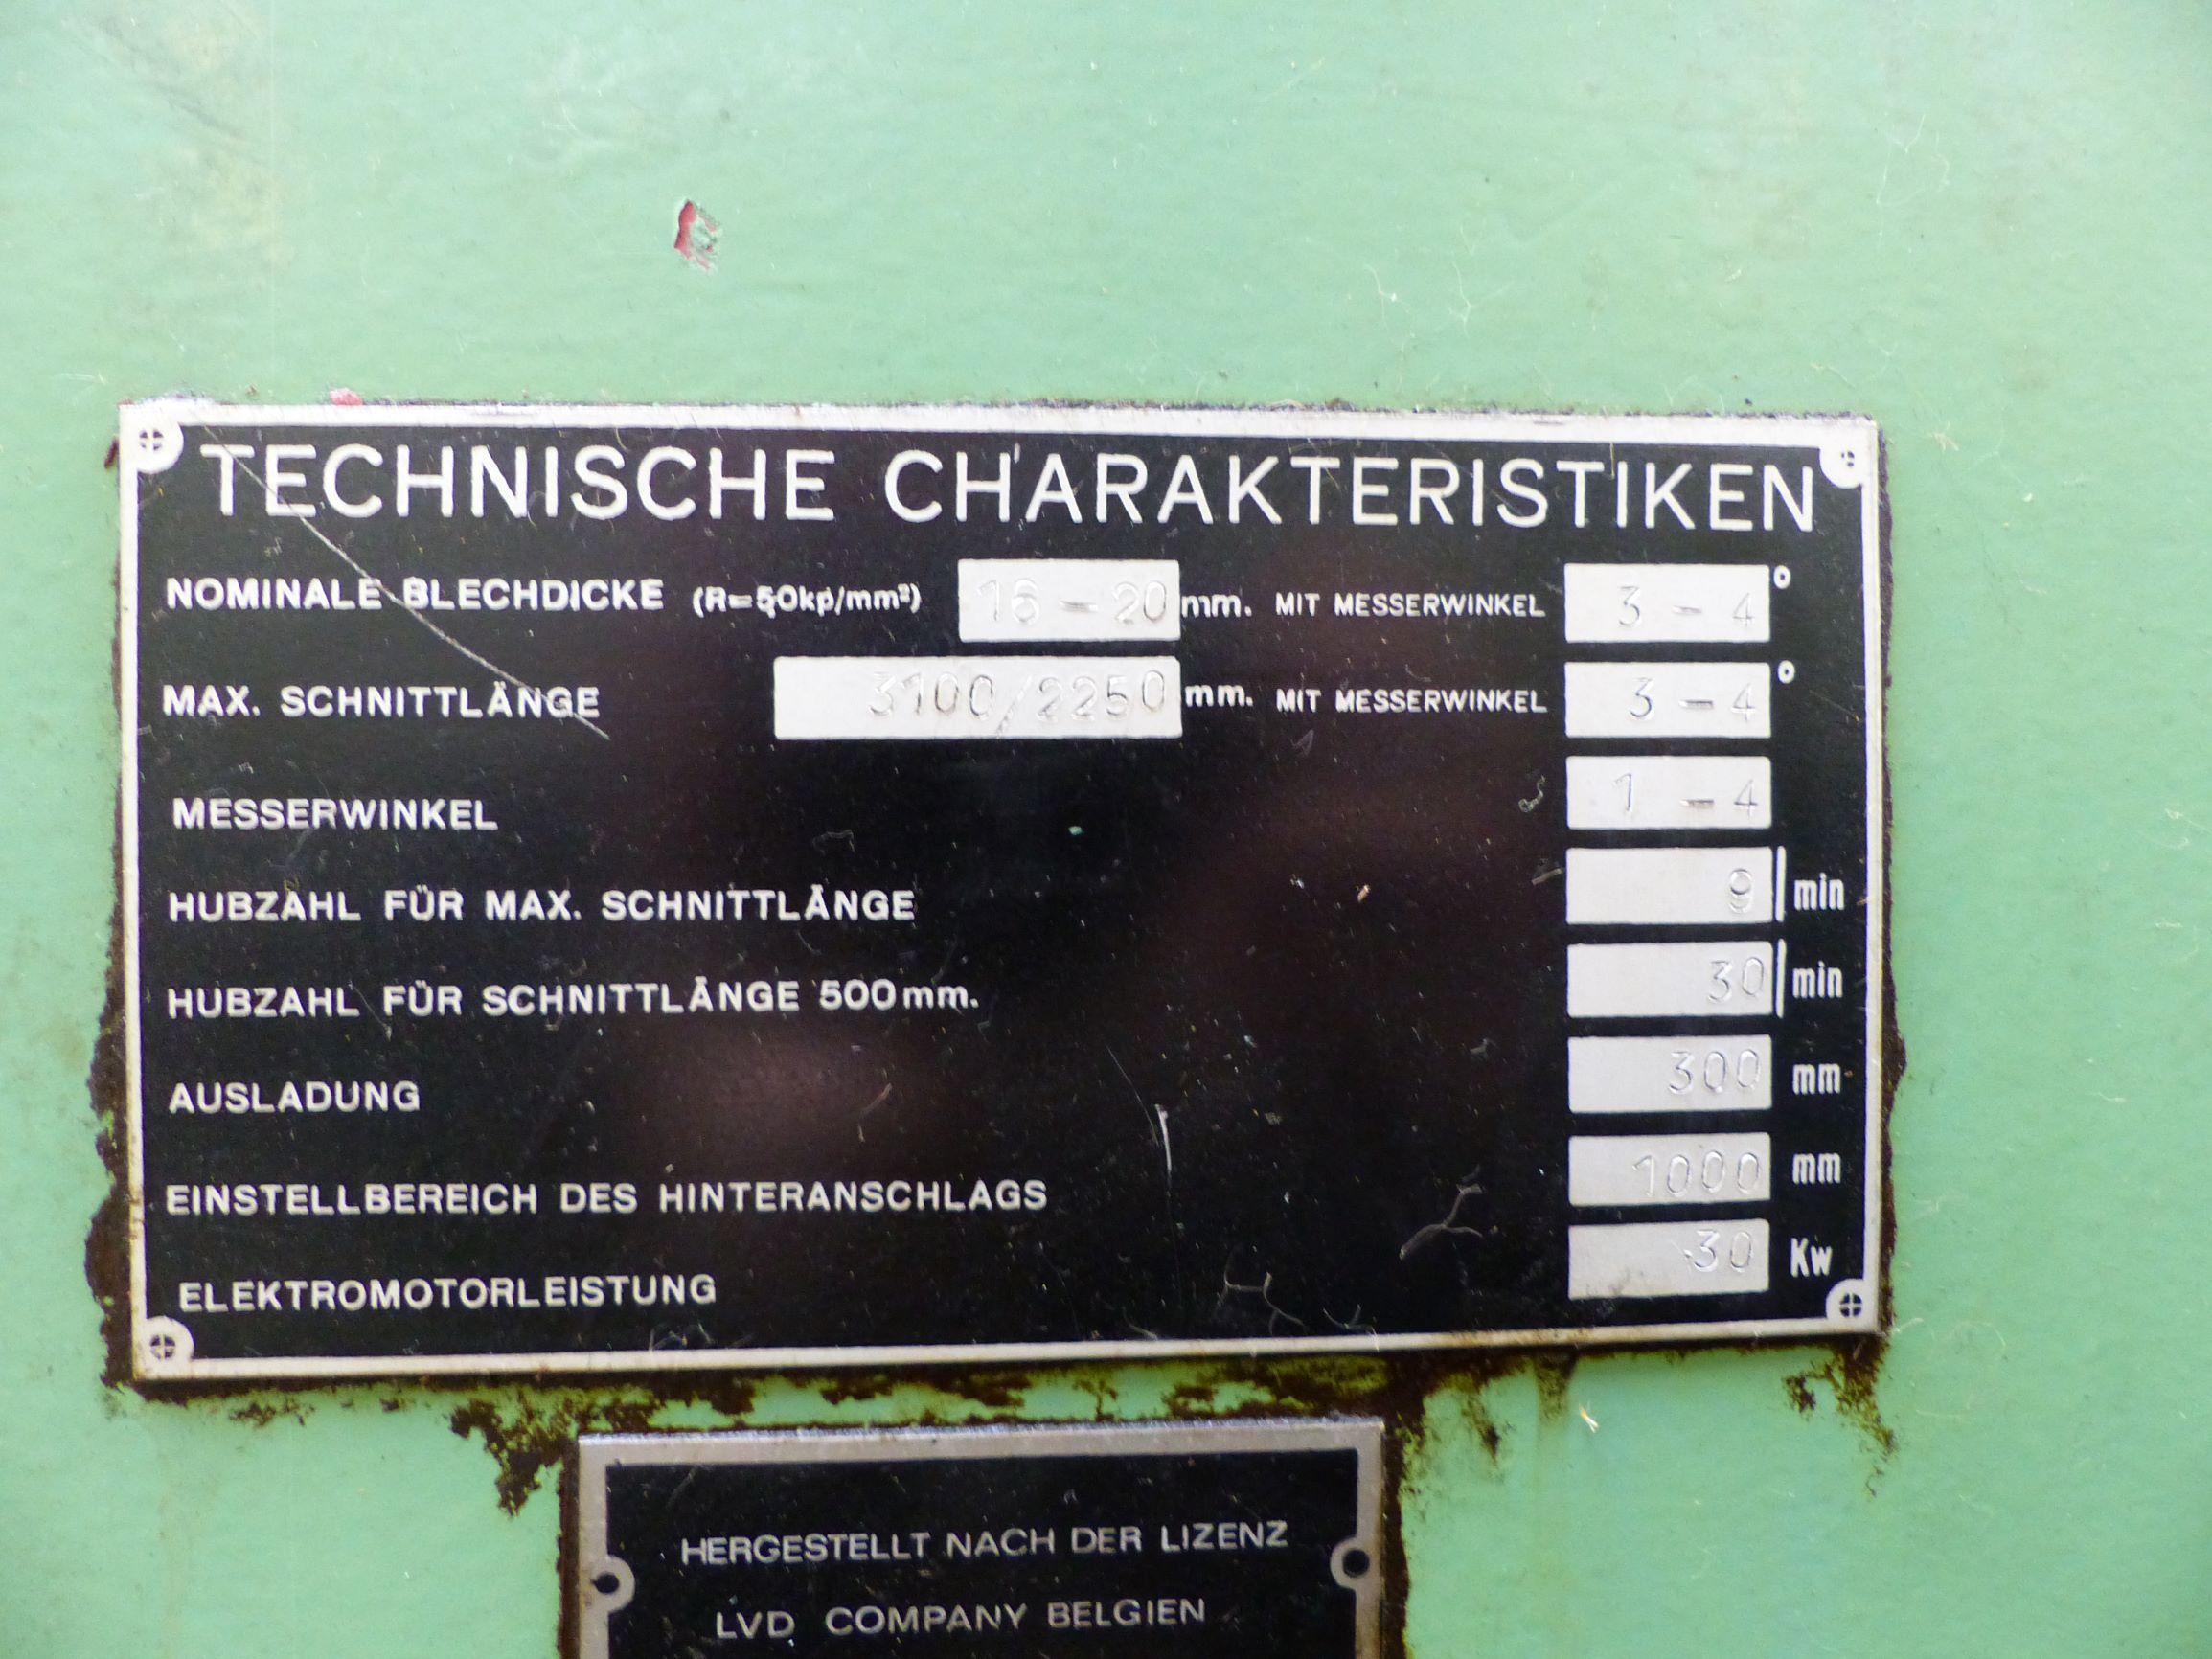 TECHNISCHE CHARAKTERISTIKEN
NOMINALE BLECHDICKE (R=50kp/mm²) 16 - 20 mm. MIT MESSERWINKEL 3 - 4 °
MAX. SCHNITTLÄNGE 3100/2250 mm. MIT MESSERWINKEL 3 - 4 °
MESSERWINKEL 1 - 4
HUBZAHL FÜR MAX. SCHNITTLÄNGE 9 | min
HUBZAHL FÜR SCHNITTLÄNGE 500mm. 30 | min
AUSLADUNG 300 mm
EINSTELLBEREICH DES HINTERANSCHLAGS 1000 mm
ELEKTROMOTORLEISTUNG 30 Kw
HERGESTELLT NACH DER LIZENZ
LVD COMPANY BELGIEN